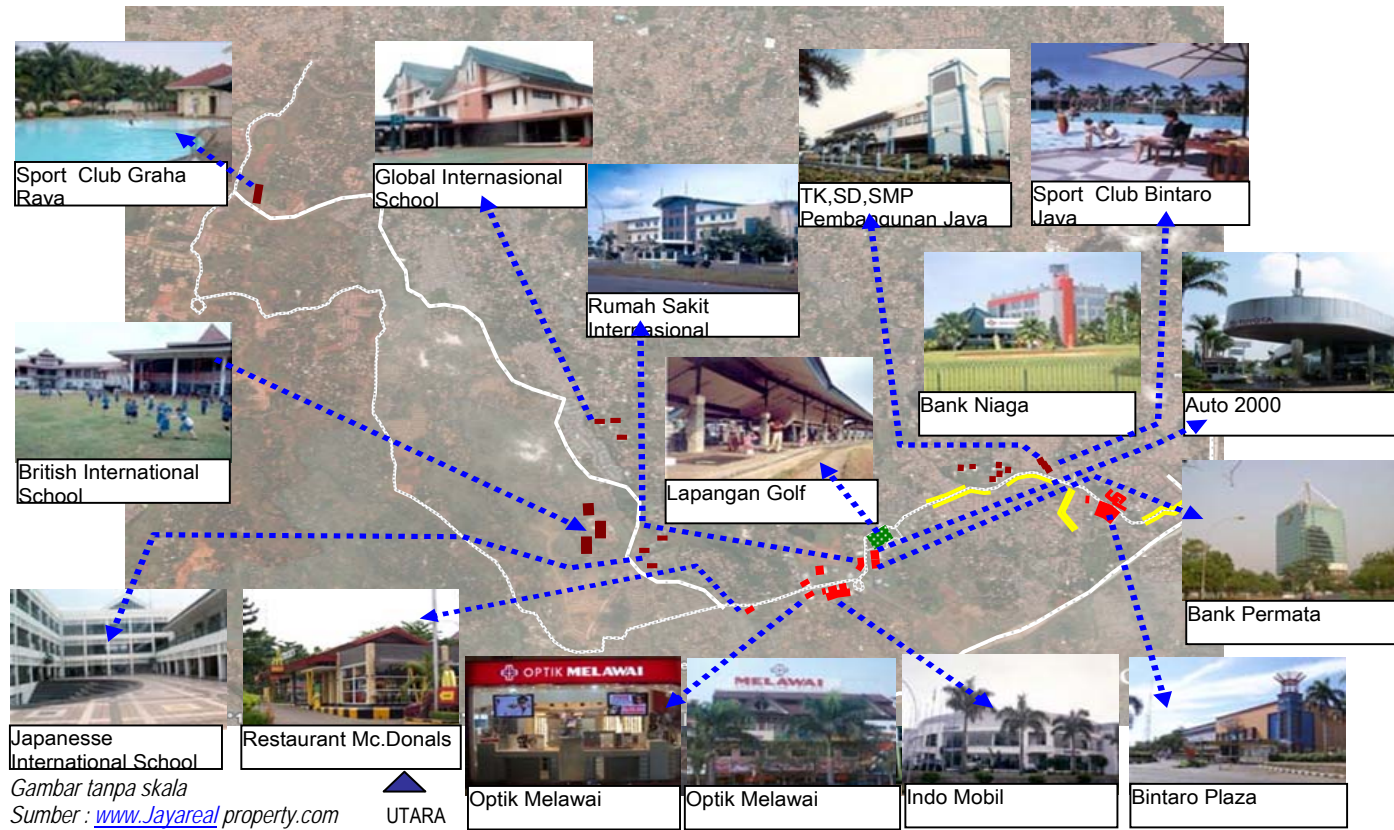 Sport Club Graha
Raya
Global Internasional
School
Rumah Sakit
Internasional
TK,SD,SMP
Pembangunan Jaya
Sport Club Bintaro
Jaya
British International
School
Lapangan Golf
Bank Niaga
Auto 2000
TOYOTA
Bank Permata
Japanesse
International School
Restaurant Mc.Donals
OPTIK MELAWAI
Optik Melawai
MELAWAI
Optik Melawai
Indo Mobil
Bintaro Plaza
Gambar tanpa skala
Sumber : www.Jayareal property.com
UTARA